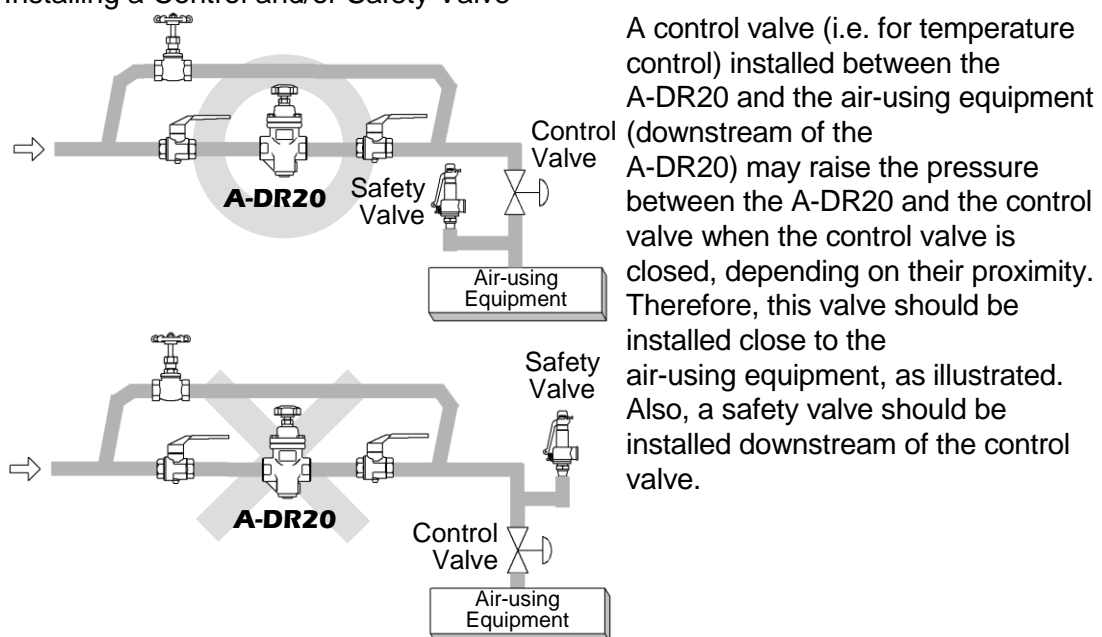 Installing a Control and/or Safety Valve
A-DR20
Safety
Valve
Control
Valve
Air-using
Equipment
A-DR20
Safety
Valve
Control
Valve
Air-using
Equipment
A control valve (i.e. for temperature
control) installed between the
A-DR20 and the air-using equipment
(downstream of the
A-DR20) may raise the pressure
between the A-DR20 and the control
valve when the control valve is
closed, depending on their proximity.
Therefore, this valve should be
installed close to the
air-using equipment, as illustrated.
Also, a safety valve should be
installed downstream of the control
valve.